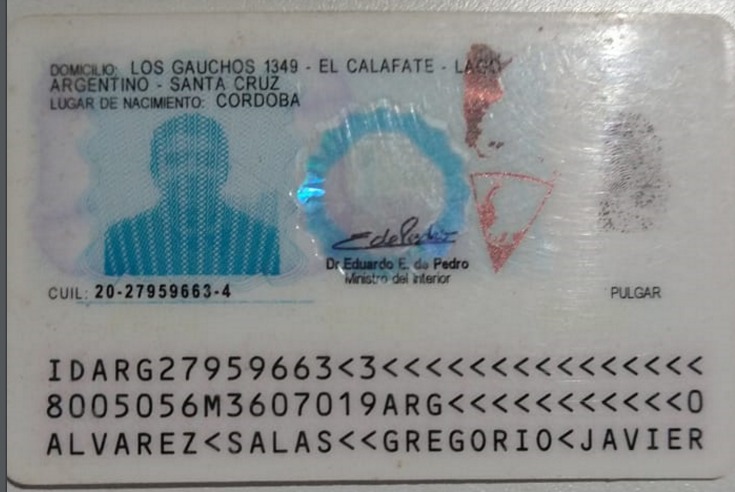 DOMICILIO: LOS GAUCHOS 1349 - EL CALAFATE - LAGO
ARGENTINO - SANTA CRUZ
LUGAR DE NACIMIENTO: CORDOBA
Dr Eduardo E. de Pedro
Ministro del Interior
CUIL: 20-27959663-4
PULGAR
IDARG27959663<3<<<<<<<<<<<<<<<
8005056M3607019ARG<<<<<<<<<<<0
ALVAREZ<SALAS<<GREGORIO<JAVIER